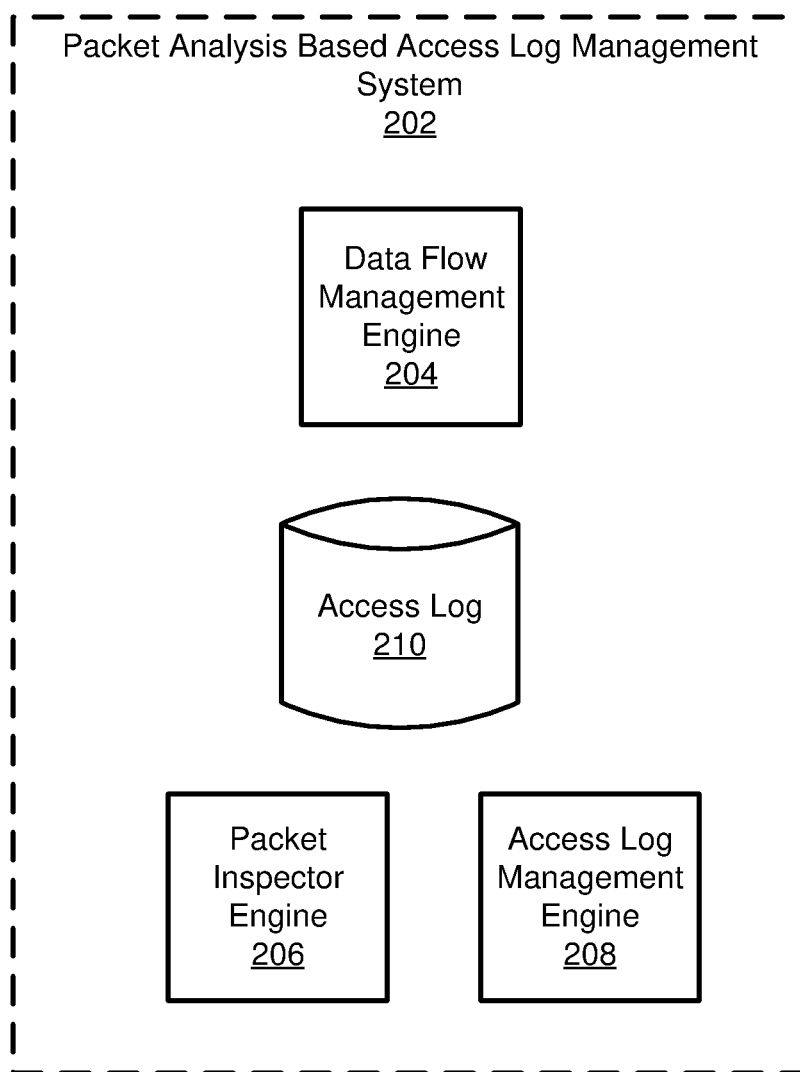 Packet Analysis Based Access Log Management
System
202
Data Flow
Management
Engine
204
Access Log
210
Packet
Inspector
Engine
206
Access Log
Management
Engine
208